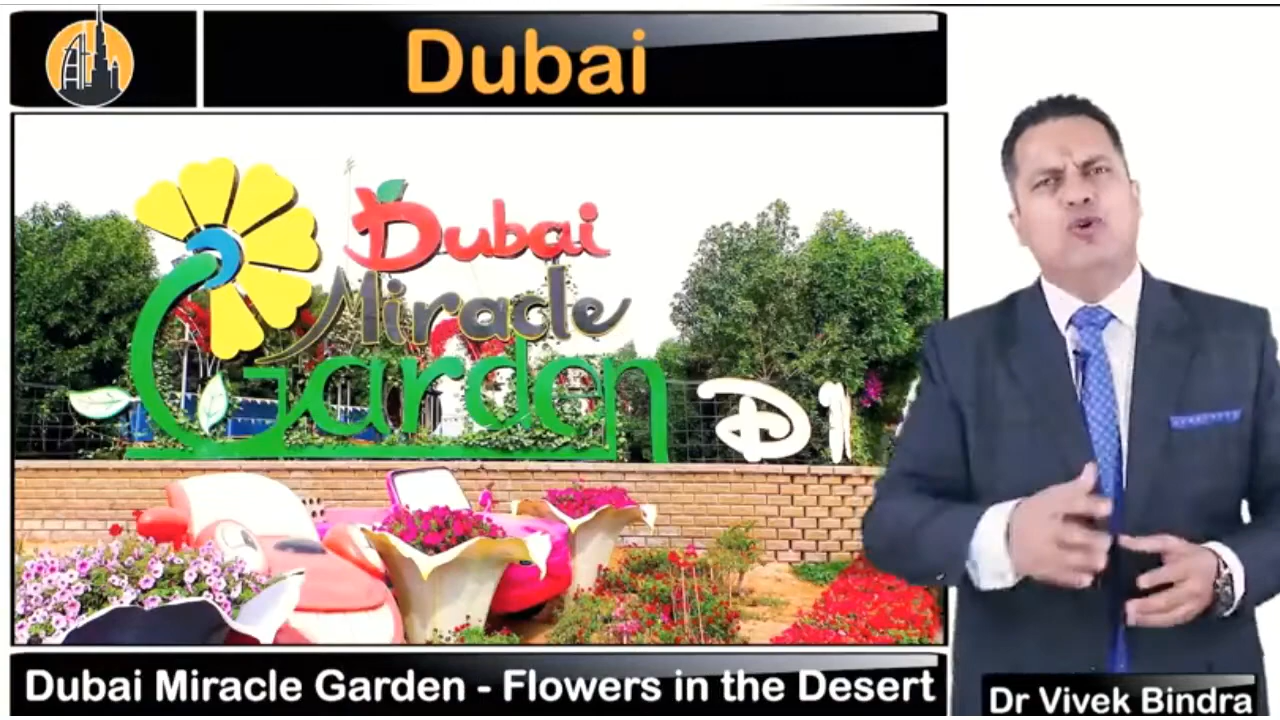 Dubai
Dubai
Miracle
Garden
Dubai Miracle Garden - Flowers in the Desert
Dr Vivek Bindra